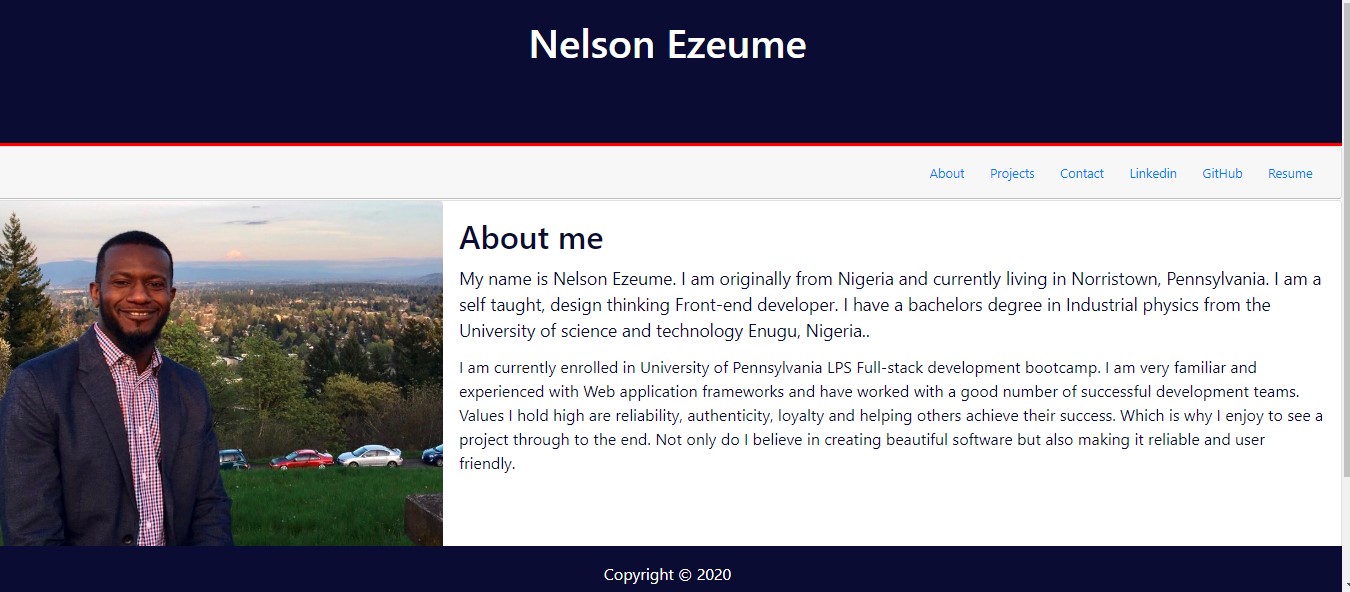 Nelson Ezeume
About Projects Contact Linkedin GitHub Resume
About me
My name is Nelson Ezeume. I am originally from Nigeria and currently living in Norristown, Pennsylvania. I am a
self taught, design thinking Front-end developer. I have a bachelors degree in Industrial physics from the
University of science and technology Enugu, Nigeria..
I am currently enrolled in University of Pennsylvania LPS Full-stack development bootcamp. I am very familiar and
experienced with Web application frameworks and have worked with a good number of successful development teams.
Values I hold high are reliability, authenticity, loyalty and helping others achieve their success. Which is why I enjoy to see a
project through to the end. Not only do I believe in creating beautiful software but also making it reliable and user
friendly.
Copyright © 2020